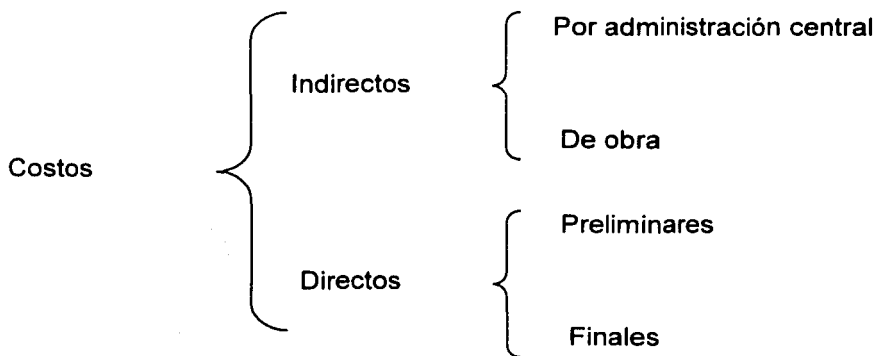 Costos
Indirectos
Por administración central
De obra
Directos
Preliminares
Finales